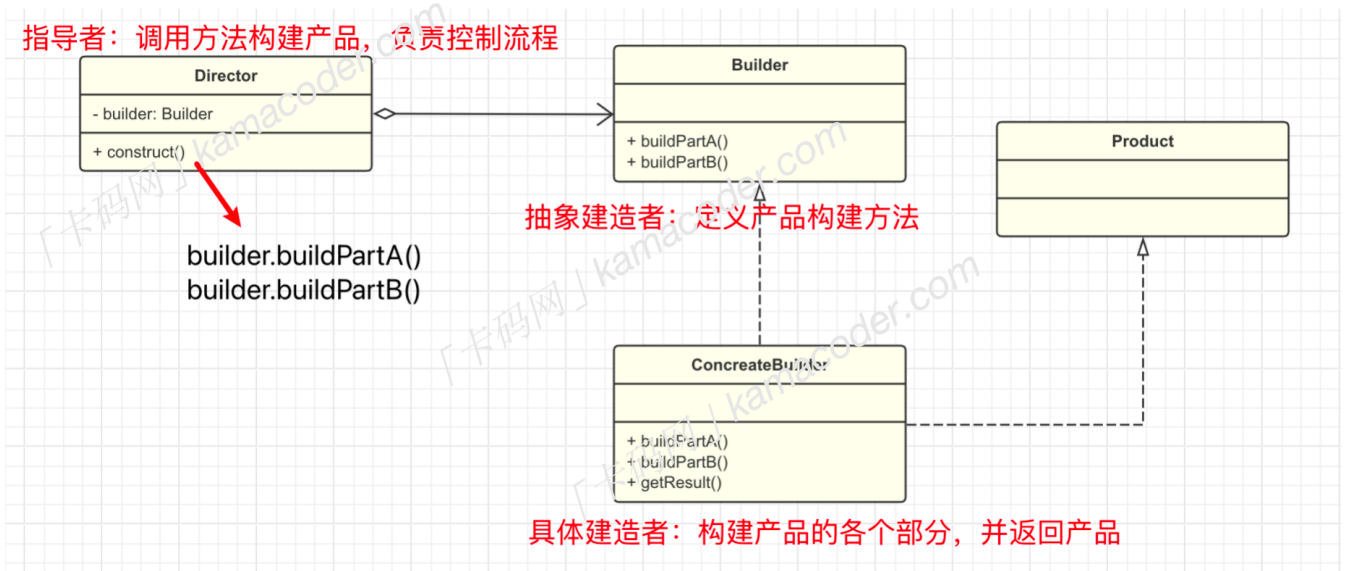 指导者：调用方法构建产品，负责控制流程
Director
- builder: Builder
+ construct()
builder.buildPartA()
builder.buildPartB()
Builder
+ buildPartA()
+ buildPartB()
抽象建造者：定义产品构建方法
Product
ConcreateBuilder
+ buildPartA()
+ buildPartB()
+ getResult()
具体建造者：构建产品的各个部分，并返回产品
「卡码网」kamacoder.com
「卡码网」kamacoder.com
「卡码网」kamacoder.com